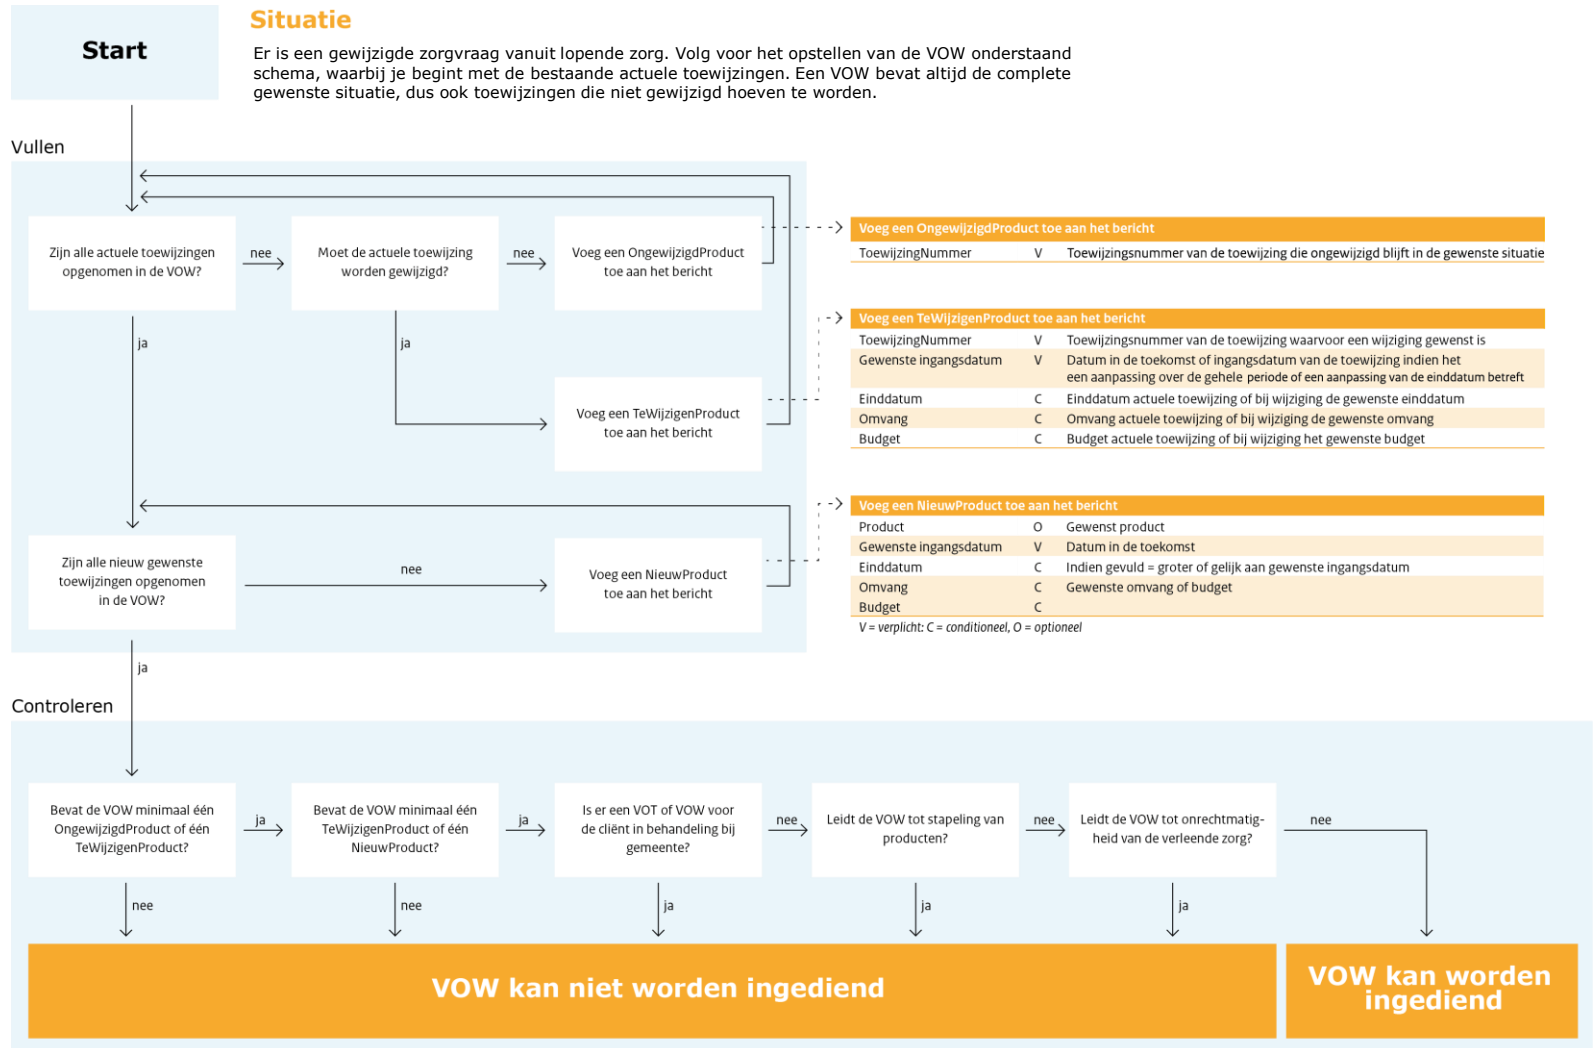 Start
Situatie
Er is een gewijzigde zorgvraag vanuit lopende zorg. Volg voor het opstellen van de VOW onderstaand
schema, waarbij je begint met de bestaande actuele toewijzingen. Een VOW bevat altijd de complete
gewenste situatie, dus ook toewijzingen die niet gewijzigd hoeven te worden.
Vullen
Zijn alle actuele toewijzingen
opgenomen in de VOW?
nee
Moet de actuele toewijzing
worden gewijzigd?
nee
Voeg een OngewijzigdProduct
toe aan het bericht
Voeg een OngewijzigdProduct toe aan het bericht
ToewijzingNummer V Toewijzingsnummer van de toewijzing die ongewijzigd blijft in de gewenste situatie
ja
ja
Voeg een TeWijzigenProduct
toe aan het bericht
Voeg een TeWijzigenProduct toe aan het bericht
ToewijzingNummer V Toewijzingsnummer van de toewijzing waarvoor een wijziging gewenst is
Gewenste ingangsdatum V Datum in de toekomst of ingangsdatum van de toewijzing indien het
een aanpassing over de gehele periode of een aanpassing van de einddatum betreft
Einddatum C Einddatum actuele toewijzing of bij wijziging de gewenste einddatum
Omvang C Omvang actuele toewijzing of bij wijziging de gewenste omvang
Budget C Budget actuele toewijzing of bij wijziging het gewenste budget
Zijn alle nieuw gewenste
toewijzingen opgenomen
in de VOW?
nee
Voeg een NieuwProduct
toe aan het bericht
Voeg een NieuwProduct toe aan het bericht
Product O Gewenst product
Gewenste ingangsdatum V Datum in de toekomst
Einddatum C Indien gevuld = groter of gelijk aan gewenste ingangsdatum
Omvang C Gewenste omvang of budget
Budget C
V = verplicht: C = conditioneel, O = optioneel
ja
Controleren
Bevat de VOW minimaal één
OngewijzigdProduct of één
TeWijzigenProduct?
ja
Bevat de VOW minimaal één
TeWijzigenProduct of één
NieuwProduct?
ja
Is er een VOT of VOW voor
de cliënt in behandeling bij
gemeente?
nee
Leidt de VOW tot stapeling van
producten?
nee
Leidt de VOW tot onrechtmatig-
heid van de verleende zorg?
nee
nee
nee
ja
ja
ja
VOW kan niet worden ingediend
VOW kan worden
ingediend